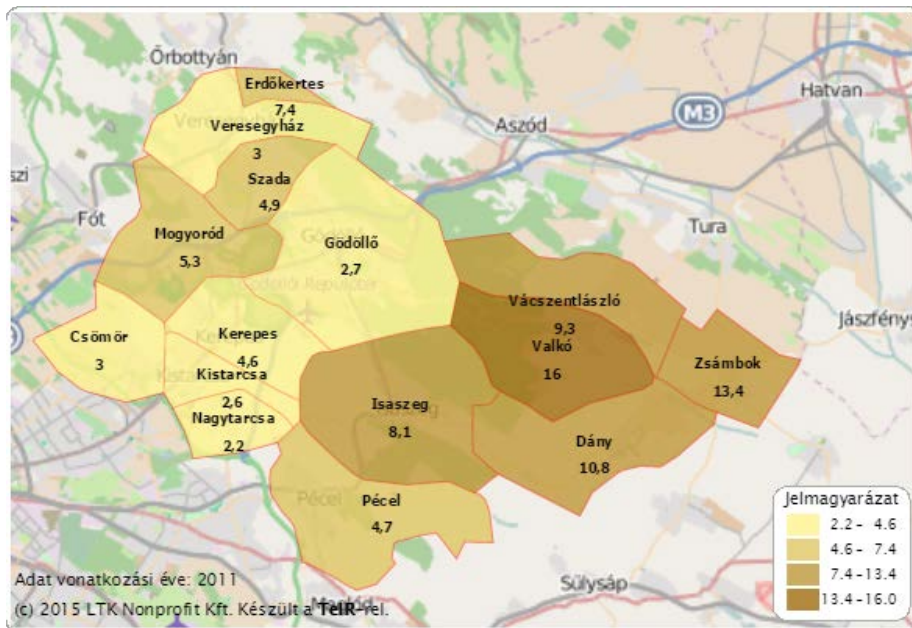 Őrbottyán
Erdőkertes
7,4
Veresegyház
3
Szada
4,9
Hatvan
M3
Aszód
Fót
Mogyoród
5,3
Gödöllő
2,7
Tura
Vácszentlászló
9,3
Valkó
16
Jászfénys
Csömör
3
Kerepes
4,6
Kistarcsa
2,6
Nagytarcsa
2,2
Zsámbok
13,4
Isaszeg
8,1
Dány
10,8
Pécel
4,7
Jelmagyarázat
2.2 - 4.6
4.6 - 7.4
7.4 - 13.4
13.4 - 16.0
Sülysáp
Adat vonatkozási éve: 2011
(c) 2015 LTK Nonprofit Kft. Készült a TeIR-rel.